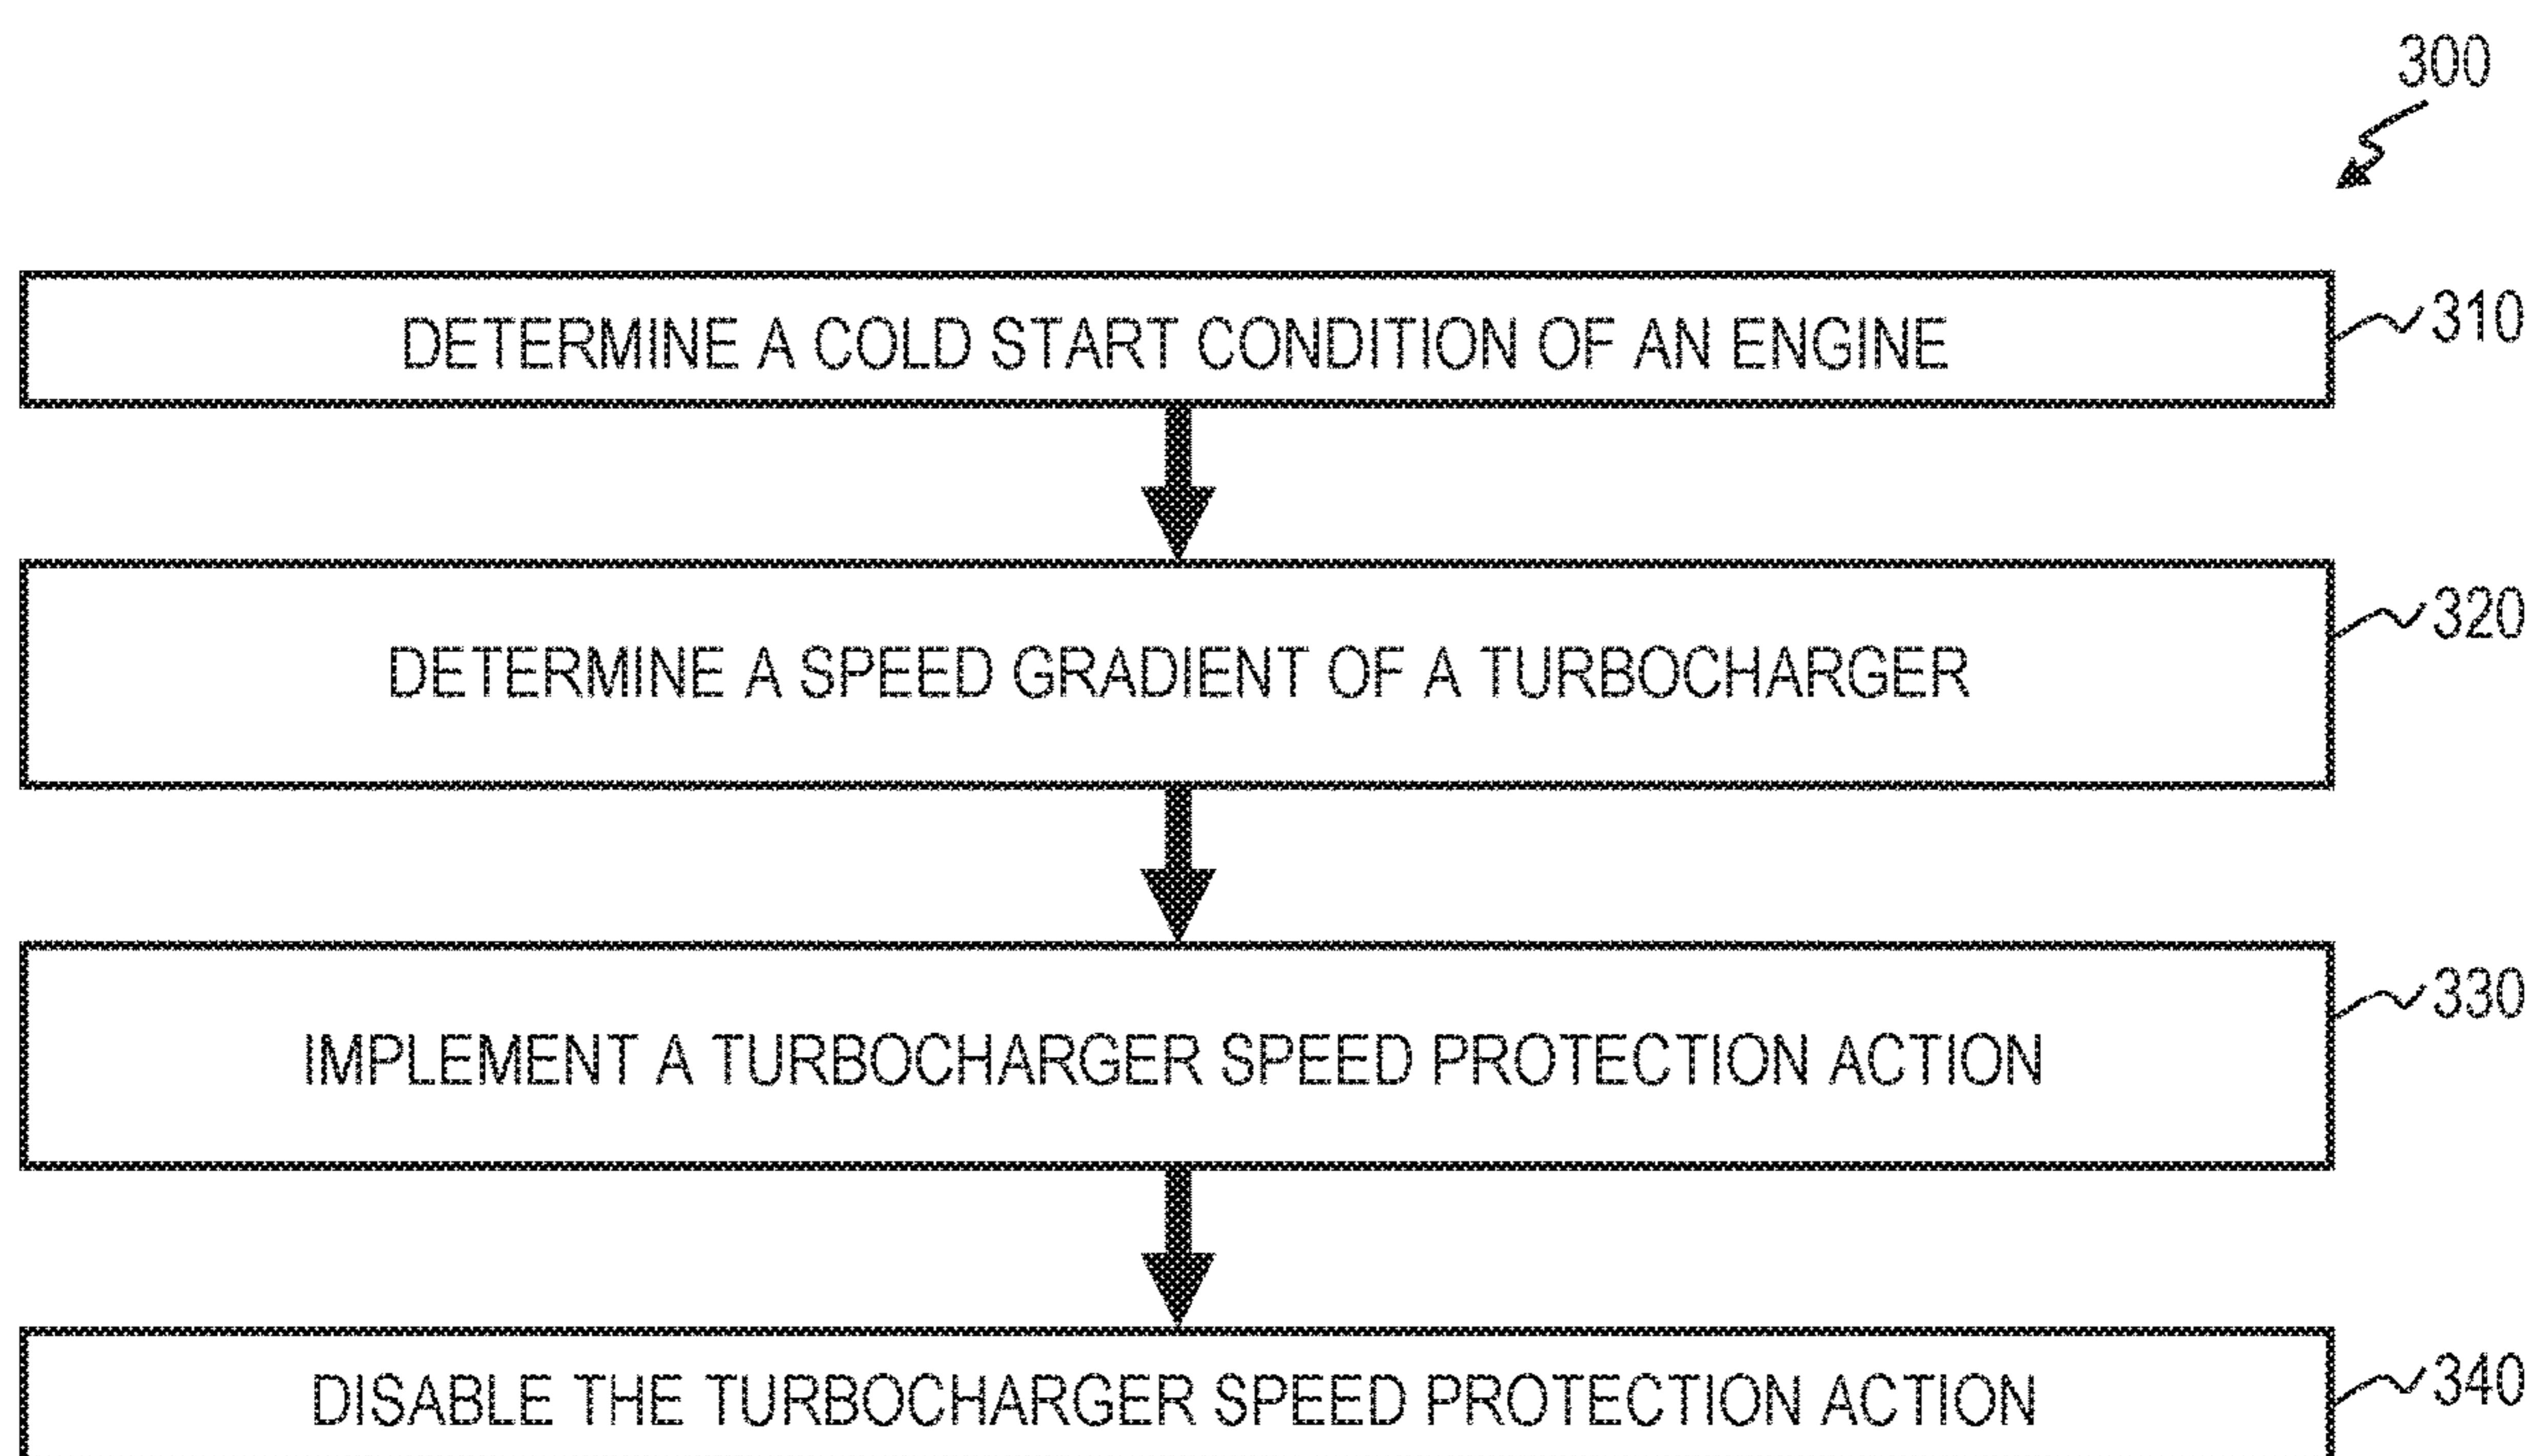 300
DETERMINE A COLD START CONDITION OF AN ENGINE
310
DETERMINE A SPEED GRADIENT OF A TURBOCHARGER
320
IMPLEMENT A TURBOCHARGER SPEED PROTECTION ACTION
330
DISABLE THE TURBOCHARGER SPEED PROTECTION ACTION
340